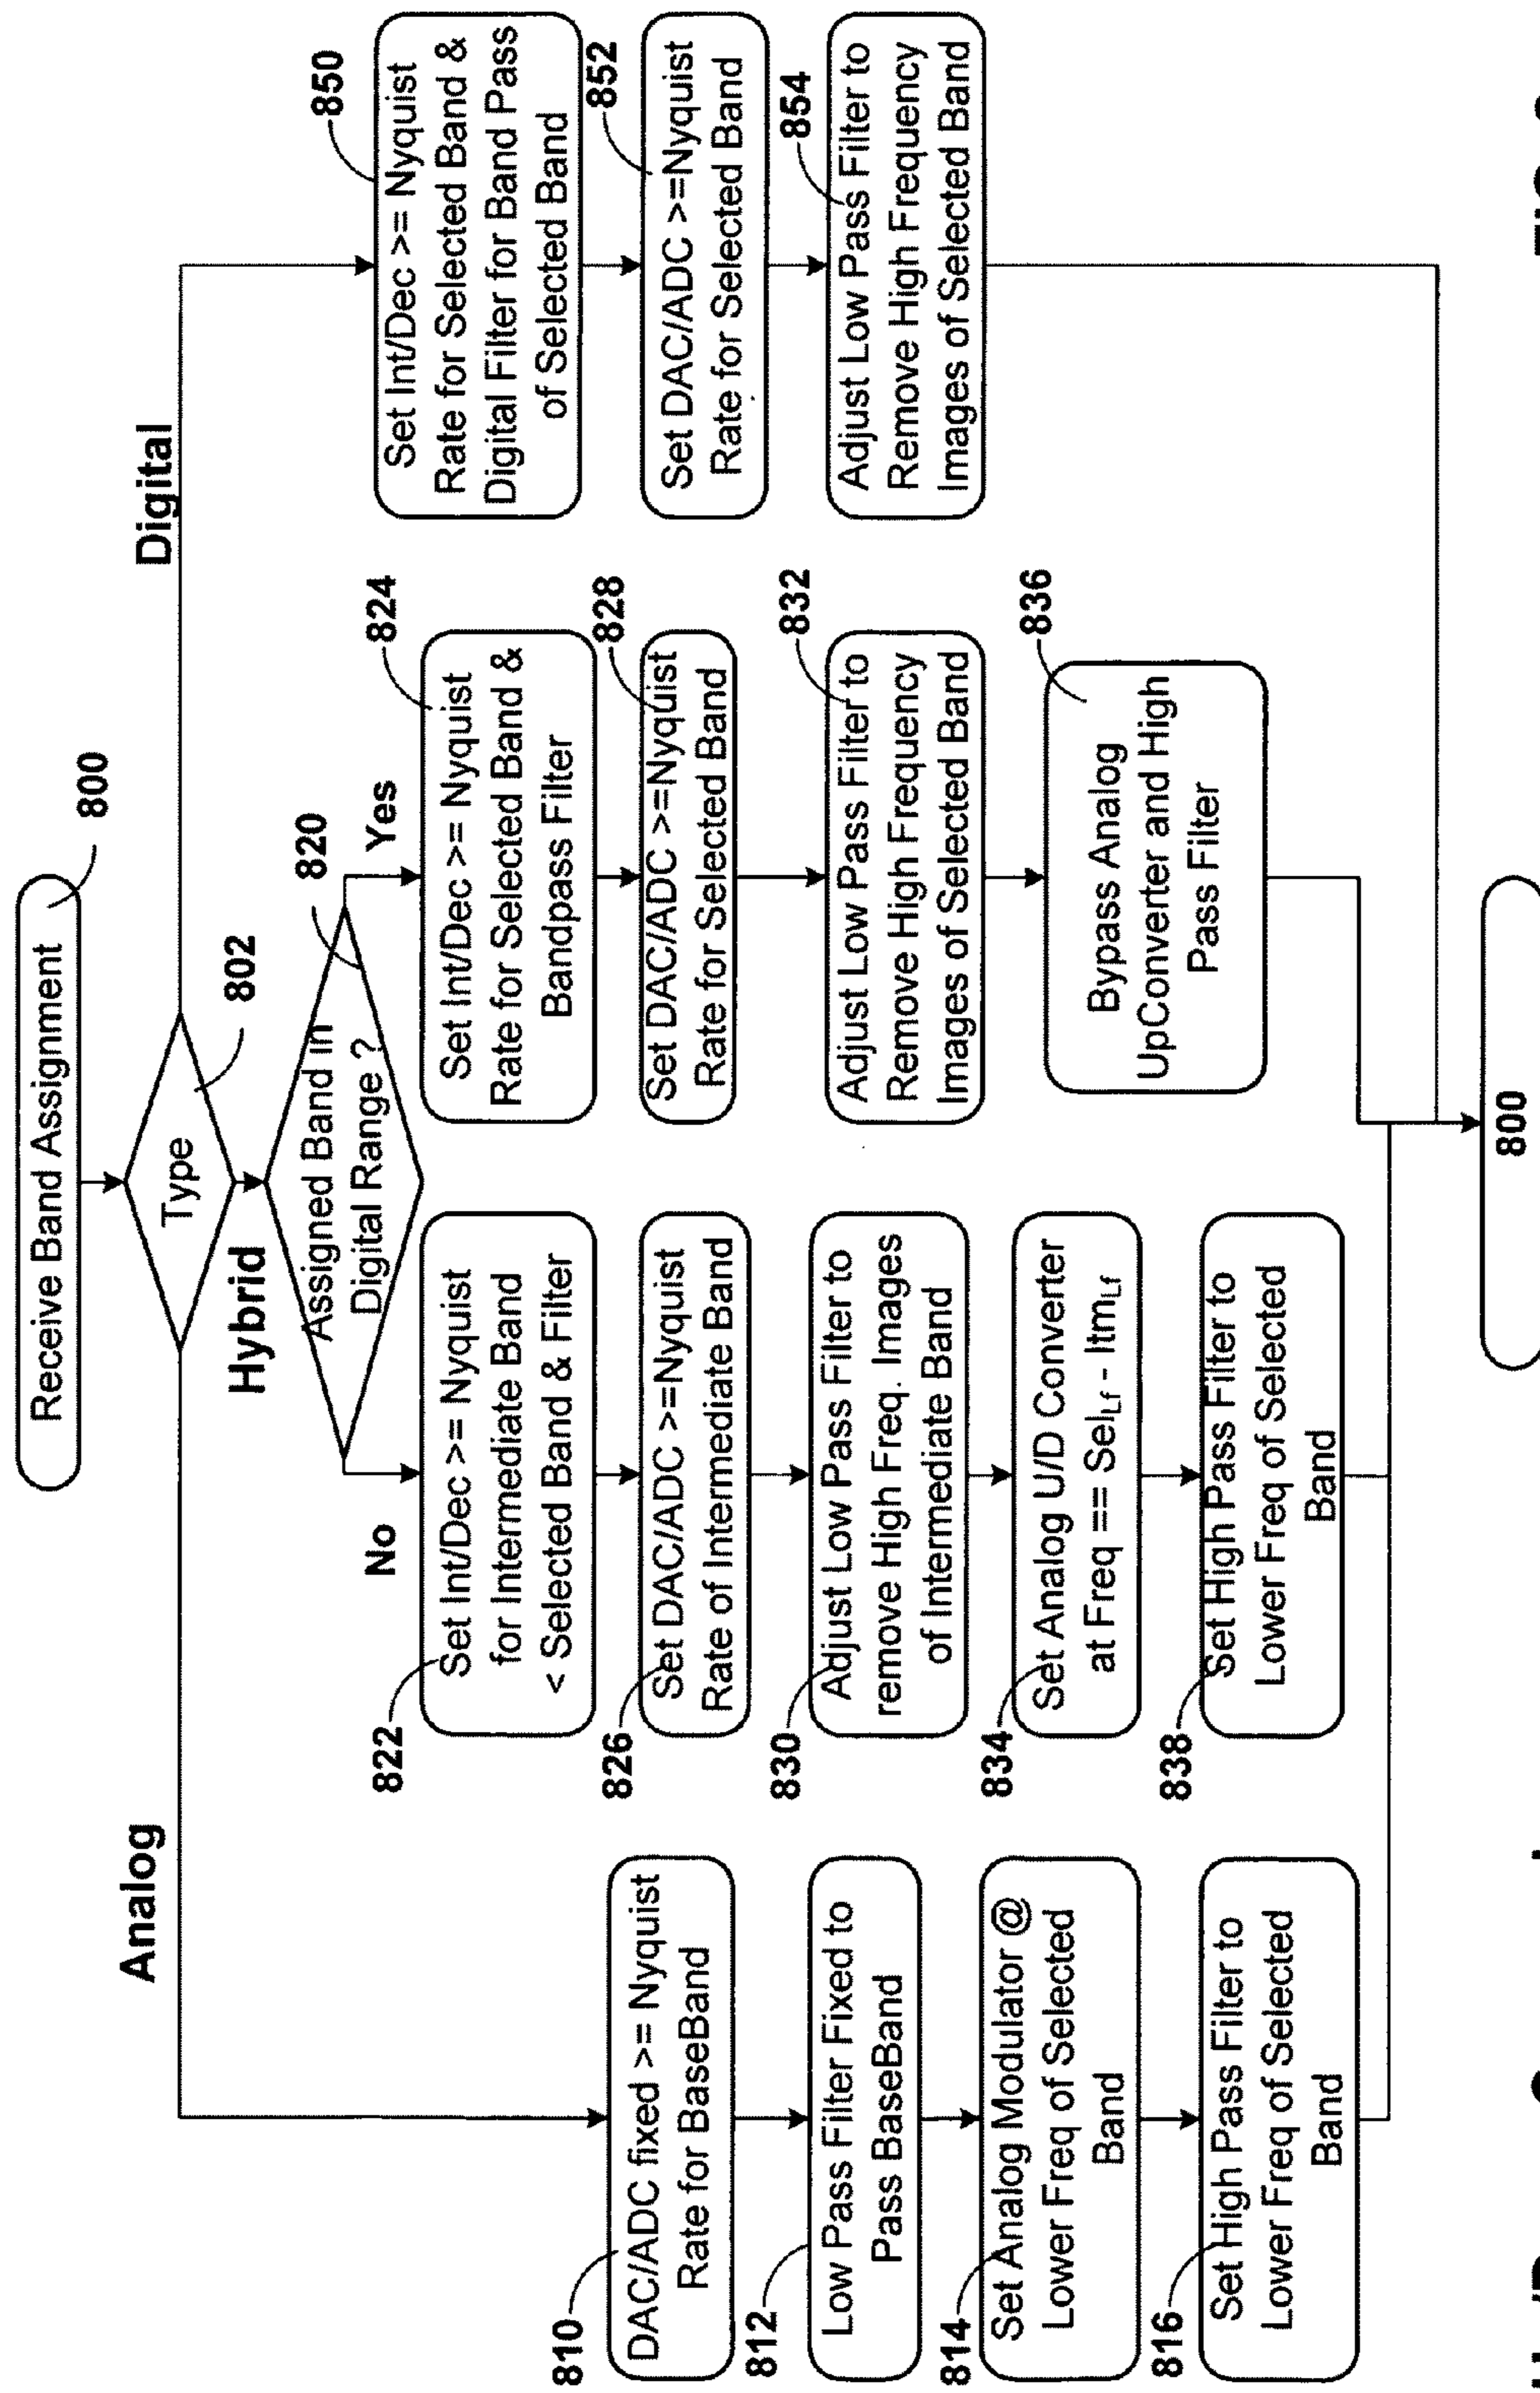 Receive Band Assignment
800
Type
802
Analog
Hybrid
Digital
Assigned Band in
Digital Range ?
820
No
Yes
810
DAC/ADC fixed >= Nyquist
Rate for BaseBand
812
Low Pass Filter Fixed to
Pass BaseBand
814
Set Analog Modulator @
Lower Freq of Selected
Band
816
Set High Pass Filter to
Lower Freq of Selected
Band
822
Set Int/Dec >= Nyquist
for Intermediate Band
< Selected Band & Filter
826
Set DAC/ADC >=Nyquist
Rate of Intermediate Band
830
Adjust Low Pass Filter to
remove High Freq. Images
of Intermediate Band
834
Set Analog U/D Converter
at Freq == SelLf - ItmLf
838
Set High Pass Filter to
Lower Freq of Selected
Band
824
Set Int/Dec >= Nyquist
Rate for Selected Band &
Bandpass Filter
828
Set DAC/ADC >=Nyquist
Rate for Selected Band
832
Adjust Low Pass Filter to
Remove High Frequency
Images of Selected Band
836
Bypass Analog
UpConverter and High
Pass Filter
850
Set Int/Dec >= Nyquist
Rate for Selected Band &
Digital Filter for Band Pass
of Selected Band
852
Set DAC/ADC >=Nyquist
Rate for Selected Band
854
Adjust Low Pass Filter to
Remove High Frequency
Images of Selected Band
800